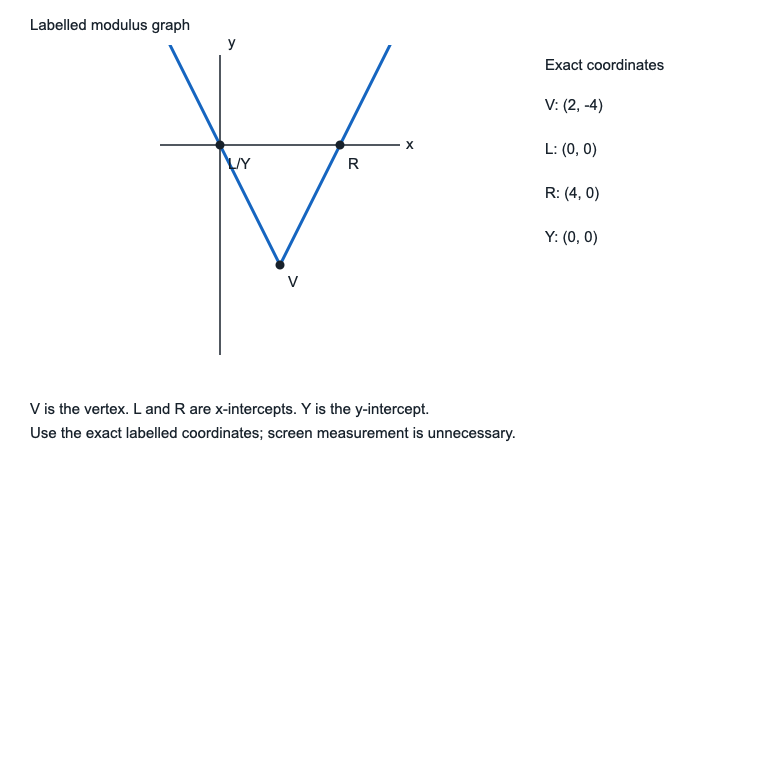 Labelled modulus graph
y
x
L/Y
R
V
Exact coordinates
V: (2, -4)
L: (0, 0)
R: (4, 0)
Y: (0, 0)
V is the vertex. L and R are x-intercepts. Y is the y-intercept.
Use the exact labelled coordinates; screen measurement is unnecessary.